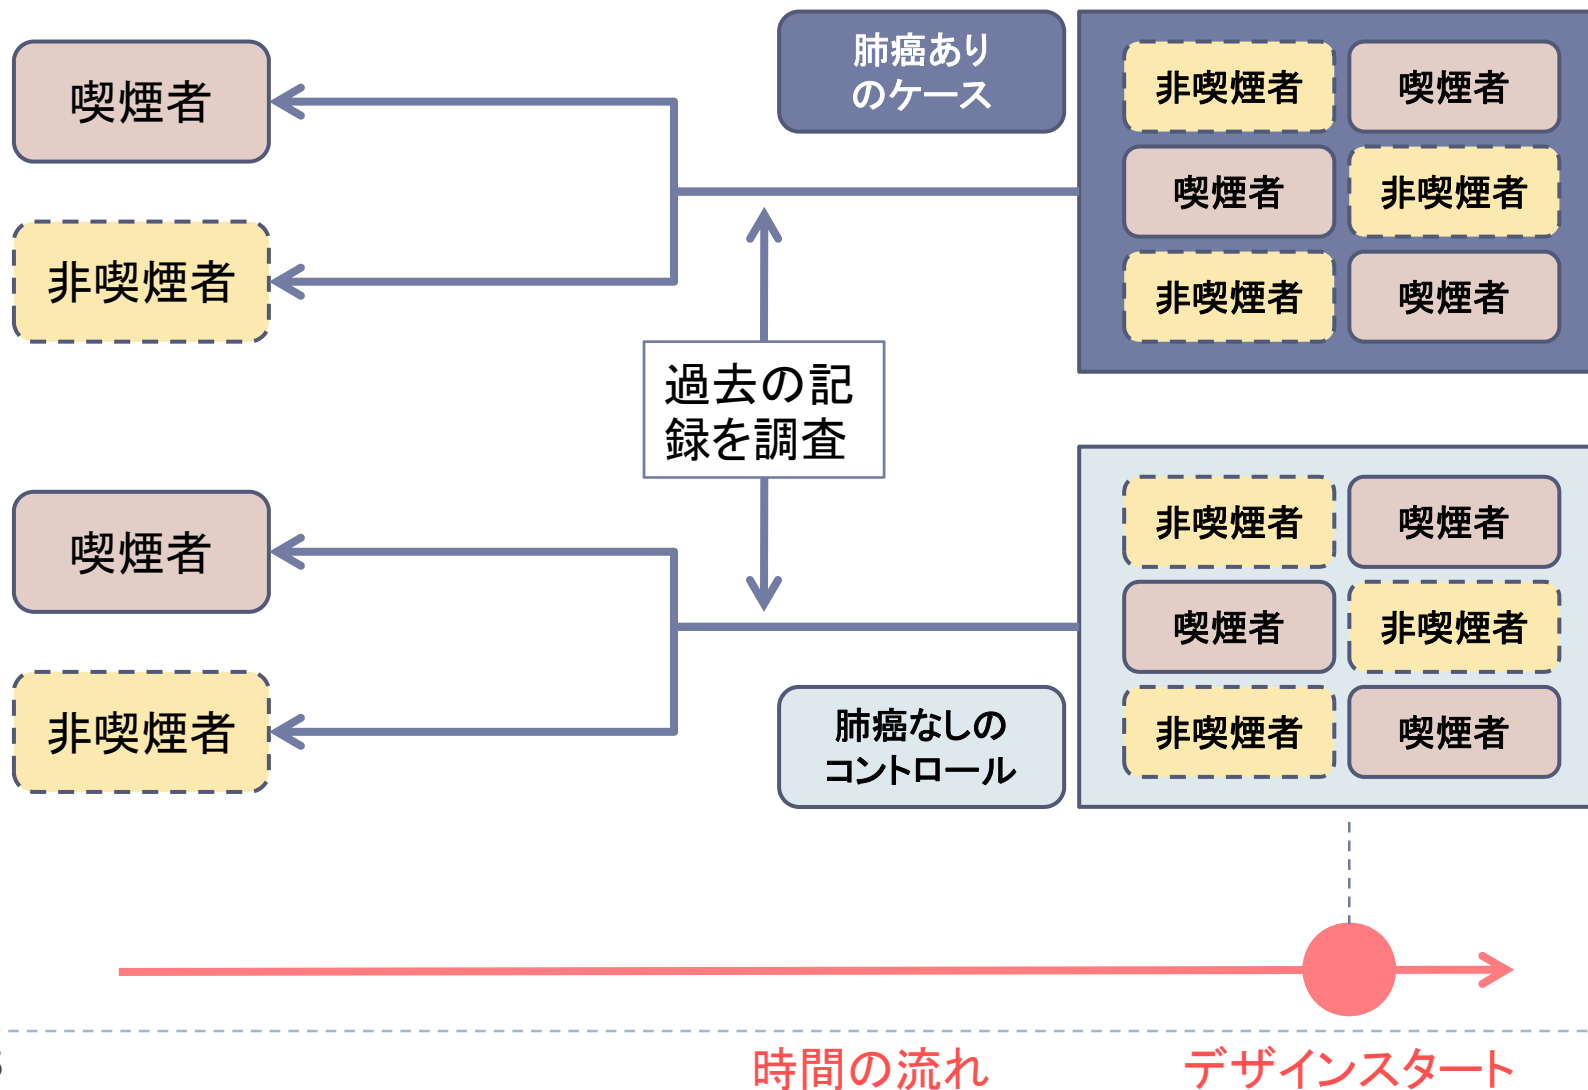 喫煙者
非喫煙者
肺癌あり
のケース
非喫煙者
喫煙者
喫煙者
非喫煙者
非喫煙者
喫煙者
過去の記
録を調査
喫煙者
非喫煙者
肺癌なしの
コントロール
非喫煙者
喫煙者
喫煙者
非喫煙者
非喫煙者
喫煙者
時間の流れ
デザインスタート